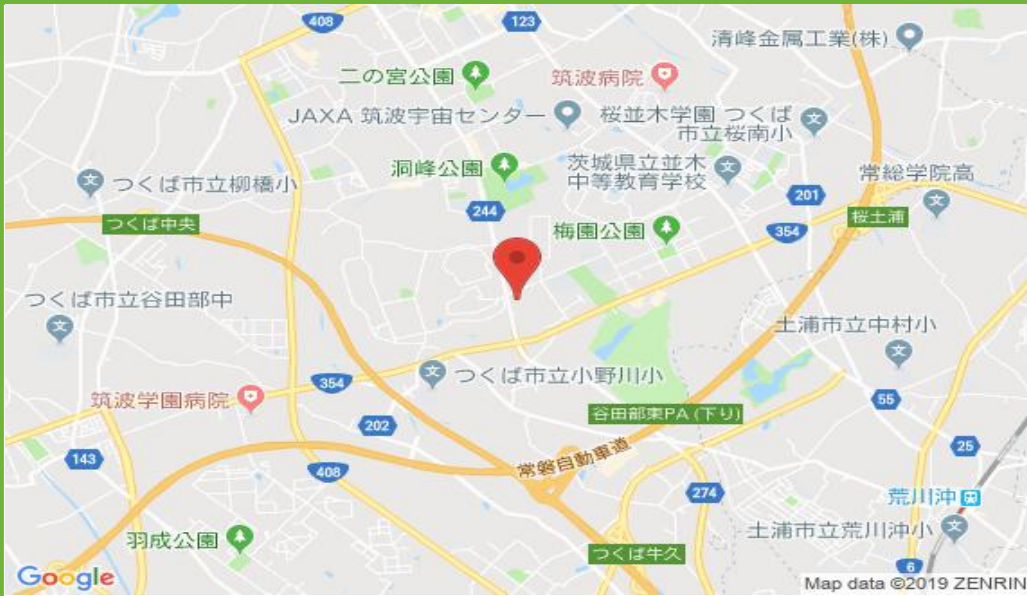 408
123
清峰金属工業(株)
二の宮公園
筑波病院
JAXA 筑波宇宙センター
桜並木学園 つくば
市立桜南小
洞峰公園
茨城県立並木
中等教育学校
常総学院高
つくば市立柳橋小
201
244
つくば中央
梅園公園
354
桜土浦
つくば市立谷田部中
土浦市立中村小
354
つくば市立小野川小
筑波学園病院
55
谷田部東PA (下り)
202
25
143
408
常磐自動車道
274
荒川沖
羽成公園
土浦市立荒川沖小
つくば牛久
6
Google
Map data ©2019 ZENRIN